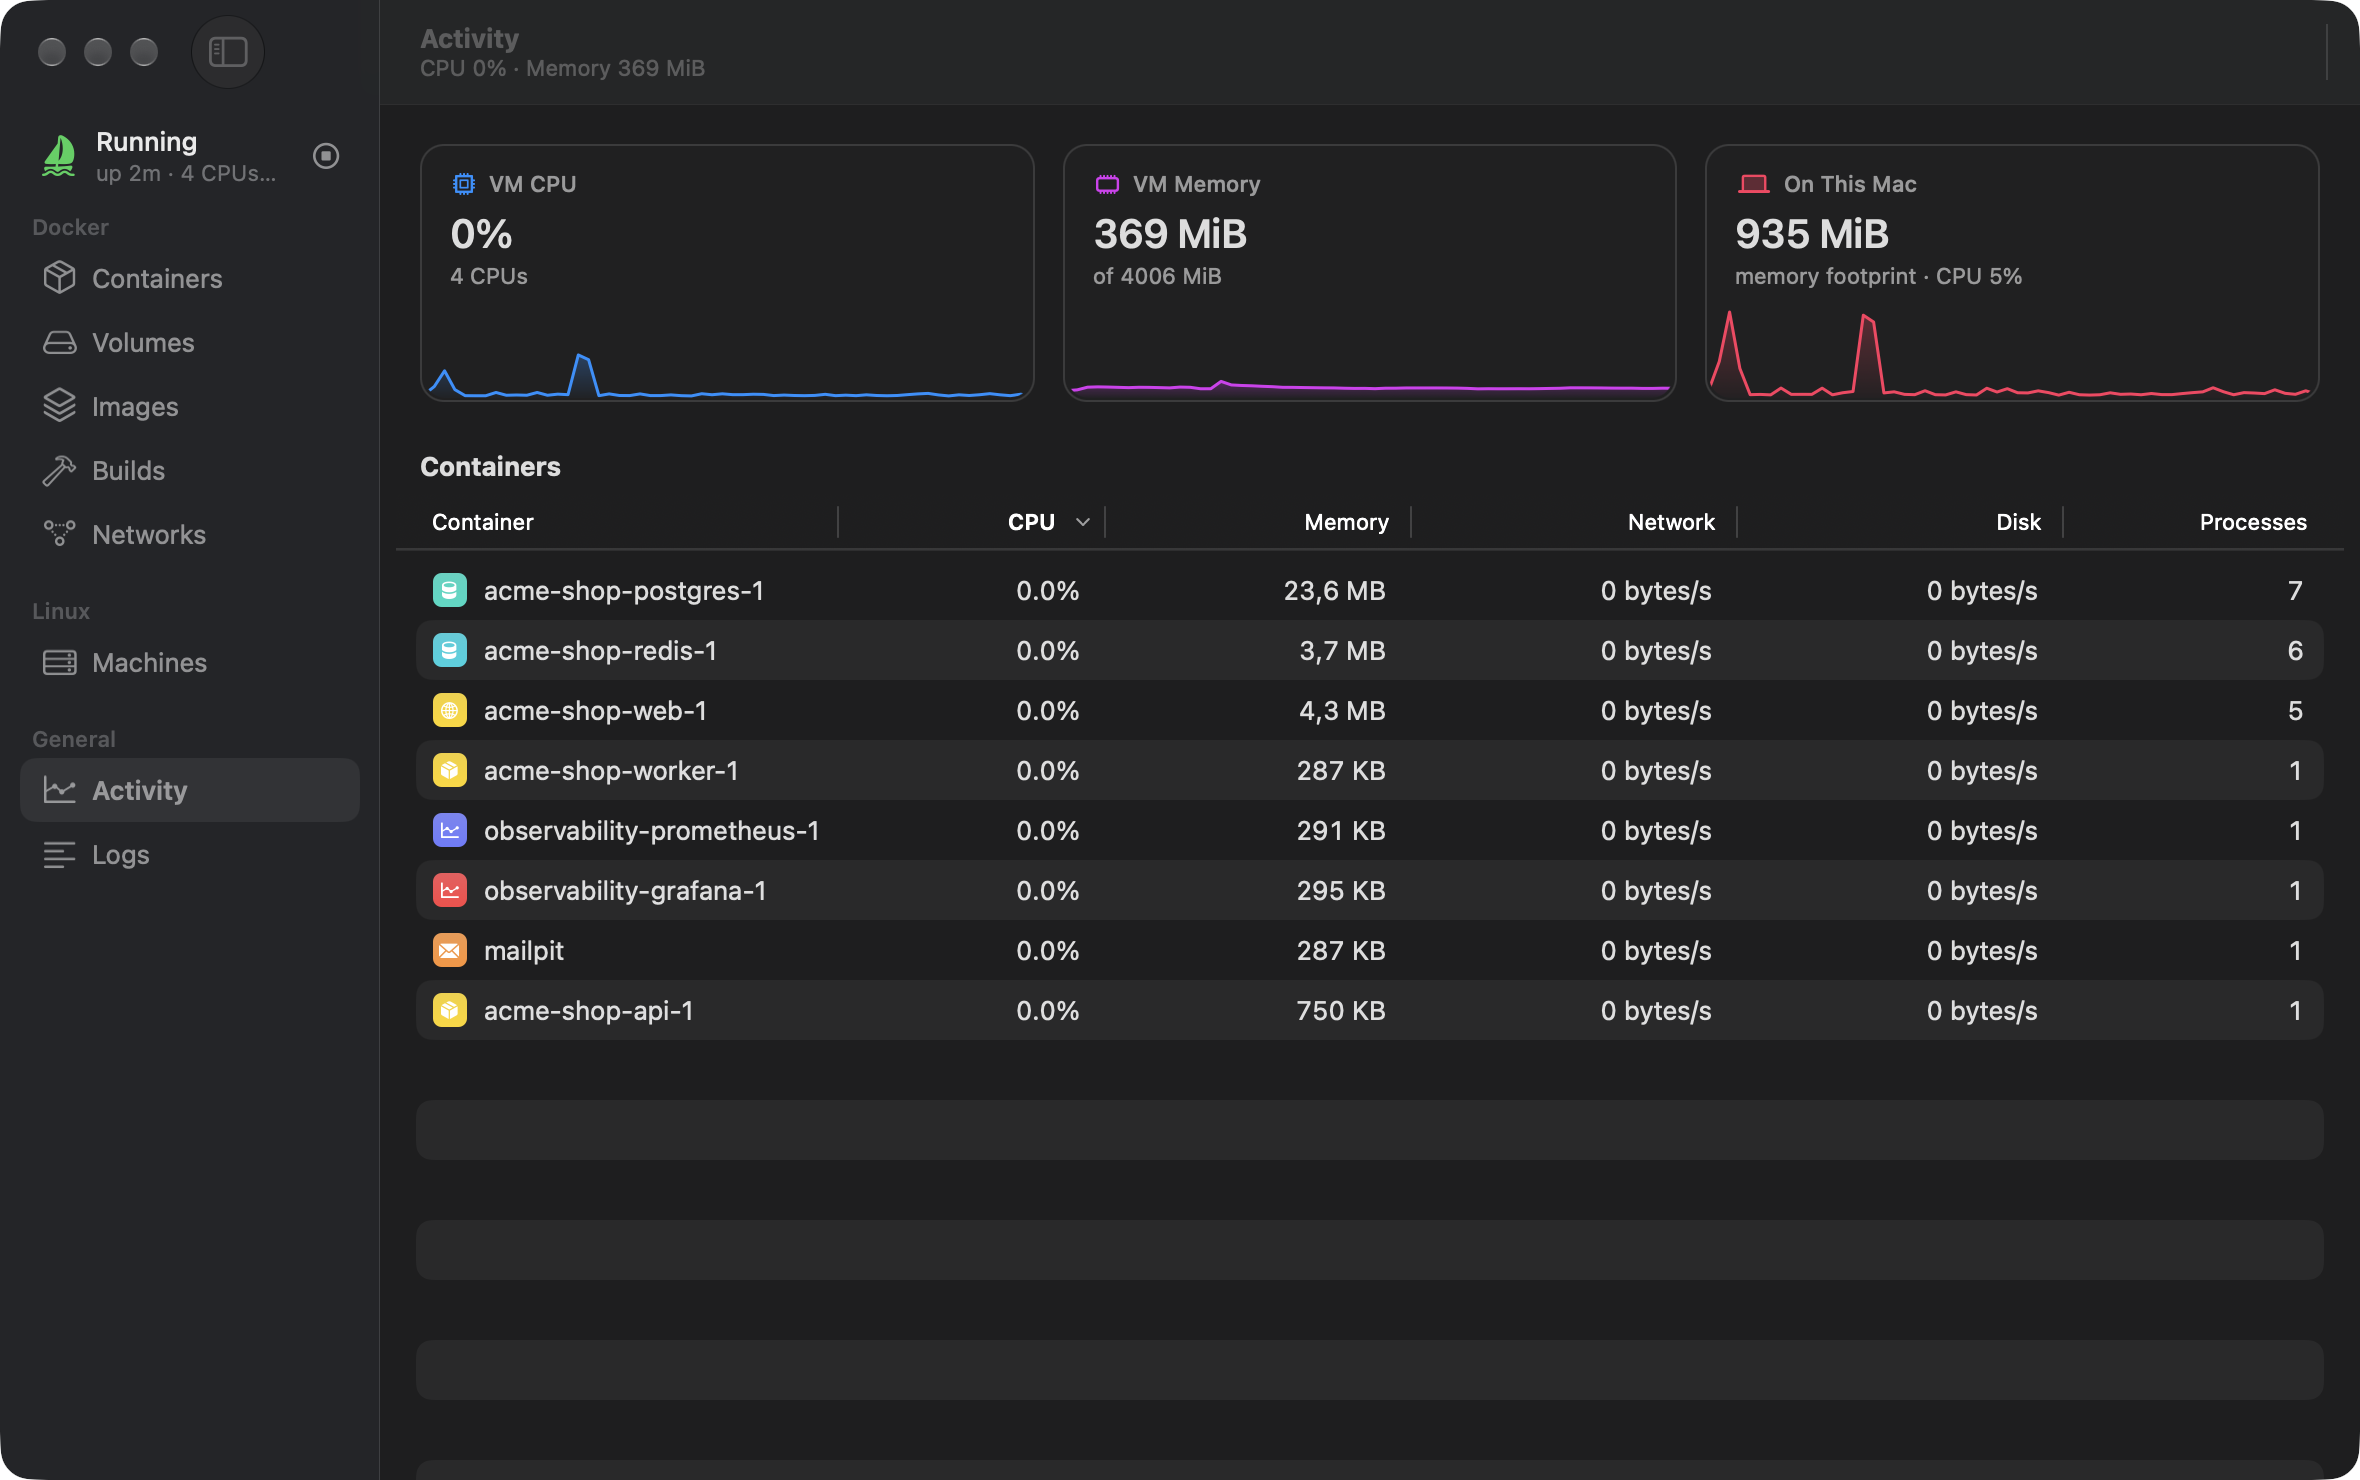 Activity
CPU 0% · Memory 369 MiB
Running
up 2m · 4 CPUs...
Docker
Containers
Volumes
Images
Builds
Networks
Linux
Machines
General
Activity
Logs
VM CPU
0%
4 CPUs
VM Memory
369 MiB
of 4006 MiB
On This Mac
935 MiB
memory footprint · CPU 5%
Containers
Container CPU Memory Network Disk Processes
acme-shop-postgres-1 0.0% 23,6 MB 0 bytes/s 0 bytes/s 7
acme-shop-redis-1 0.0% 3,7 MB 0 bytes/s 0 bytes/s 6
acme-shop-web-1 0.0% 4,3 MB 0 bytes/s 0 bytes/s 5
acme-shop-worker-1 0.0% 287 KB 0 bytes/s 0 bytes/s 1
observability-prometheus-1 0.0% 291 KB 0 bytes/s 0 bytes/s 1
observability-grafana-1 0.0% 295 KB 0 bytes/s 0 bytes/s 1
mailpit 0.0% 287 KB 0 bytes/s 0 bytes/s 1
acme-shop-api-1 0.0% 750 KB 0 bytes/s 0 bytes/s 1